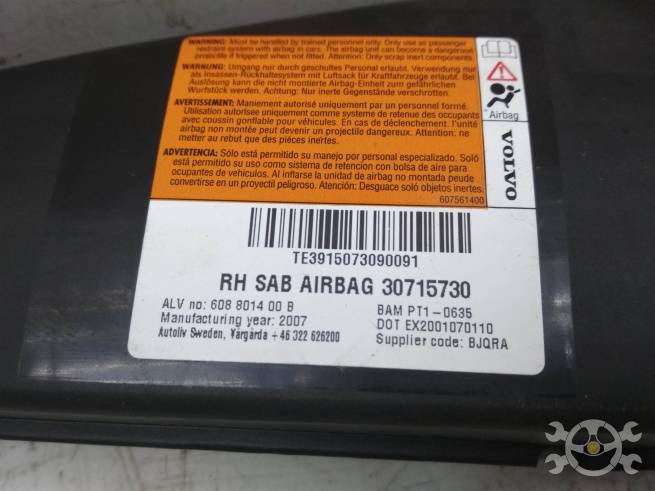 WARNING: Must be handled by trained personnel only. Only use as passenger
restraint system with airbag in cars. The airbag unit can become a dangerous
projectile if triggered when not fitted. Attention: Only scrap inert components.
WARNUNG: Umgang nur durch geschultes Personal erlaubt. Verwendung nur
als Insassen-Rückhaltesystem mit Luftsack für Kraftfahrzeuge erlaubt. Bei
Auslösung kann die nicht montierte Airbag-Einheit zum gefährlichen
Wurfstück werden. Achtung: Nur inerte Gegenstände verschrotten.
AVERTISSEMENT: Maniement autorisé uniquement par un personnel formé.
Utilisation autorisée uniquement comme système de retenue des occupants
avec coussin gonflable pour véhicules. En cas de déclenchement, l'unité
airbag non montée peut devenir un projectile dangereux. Attention: ne
metter au rebut que des pièces inertes.
ADVERTENCIA: Sólo está permitido su manejo por personal especializado. Solo
está permitido su uso como sistema de retención con bolsa de aire para
ocupantes de vehículos. Al inflarse la unidad de airbag no montada puede
convertirse en un proyectil peligroso. Atención: Desguace soló objetos inertes.
607561400
Airbag
VOLVO
TE3915073090091
RH SAB AIRBAG 30715730
ALV no: 608 8014 00 B
BAM PT1-0635
Manufacturing year: 2007
DOT EX2001070110
Autoliv Sweden, Vårgårda +46 322 626200
Supplier code: BJQRA